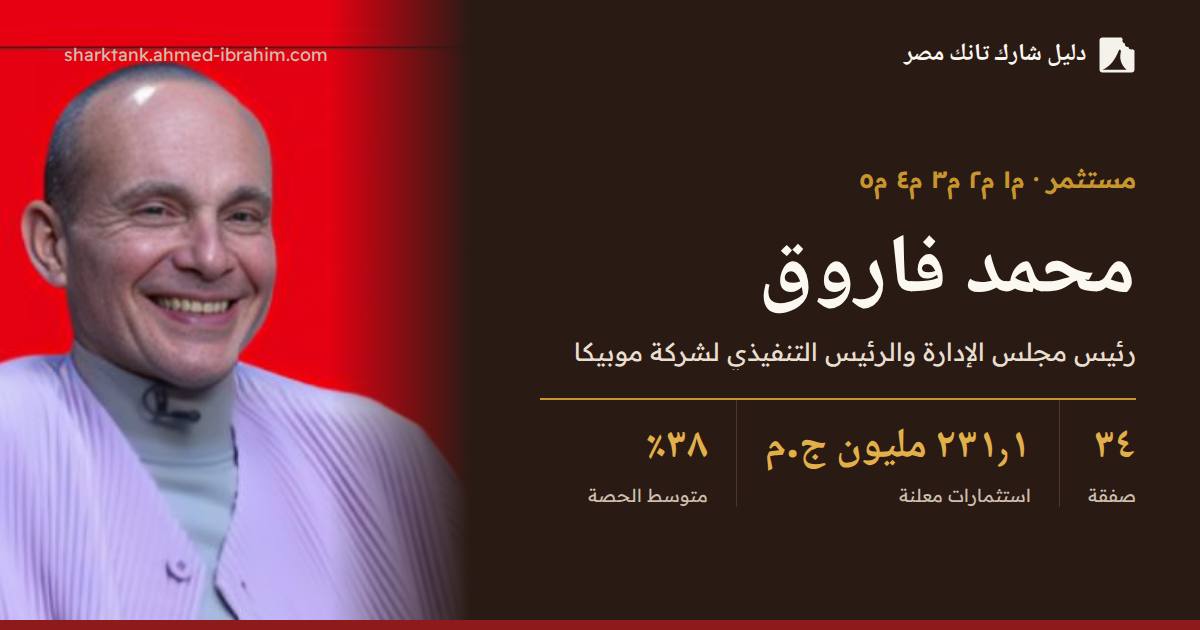 دليل شارك تانك مصر
sharktank.ahmed-ibrahim.com
مستثمر · م١ م٢ م٣ م٤ م٥
محمد فاروق
رئيس مجلس الإدارة والرئيس التنفيذي لشركة موبيكا
٣٤
صفقة
٢٣١٫١ مليون ج.م
استثمارات معلنة
٣٨٪
متوسط الحصة